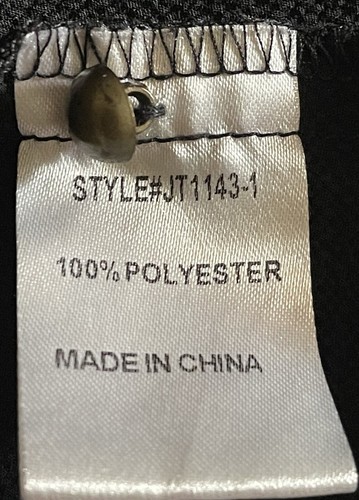 STYLE#JT1143-1
100% POLYESTER
MADE IN CHINA